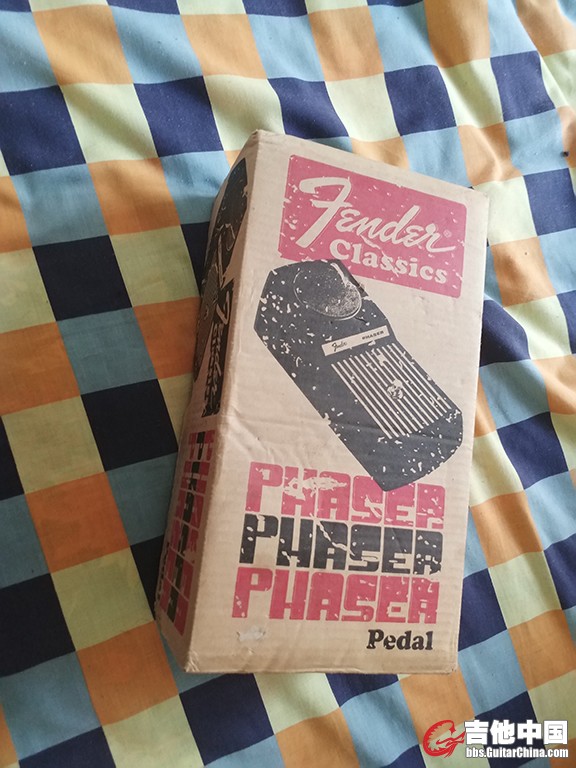 Fender®
Classics
Fender PHASER
PHASER
PHASER
PHASER
Pedal
吉他中国
bbs.GuitarChina.com